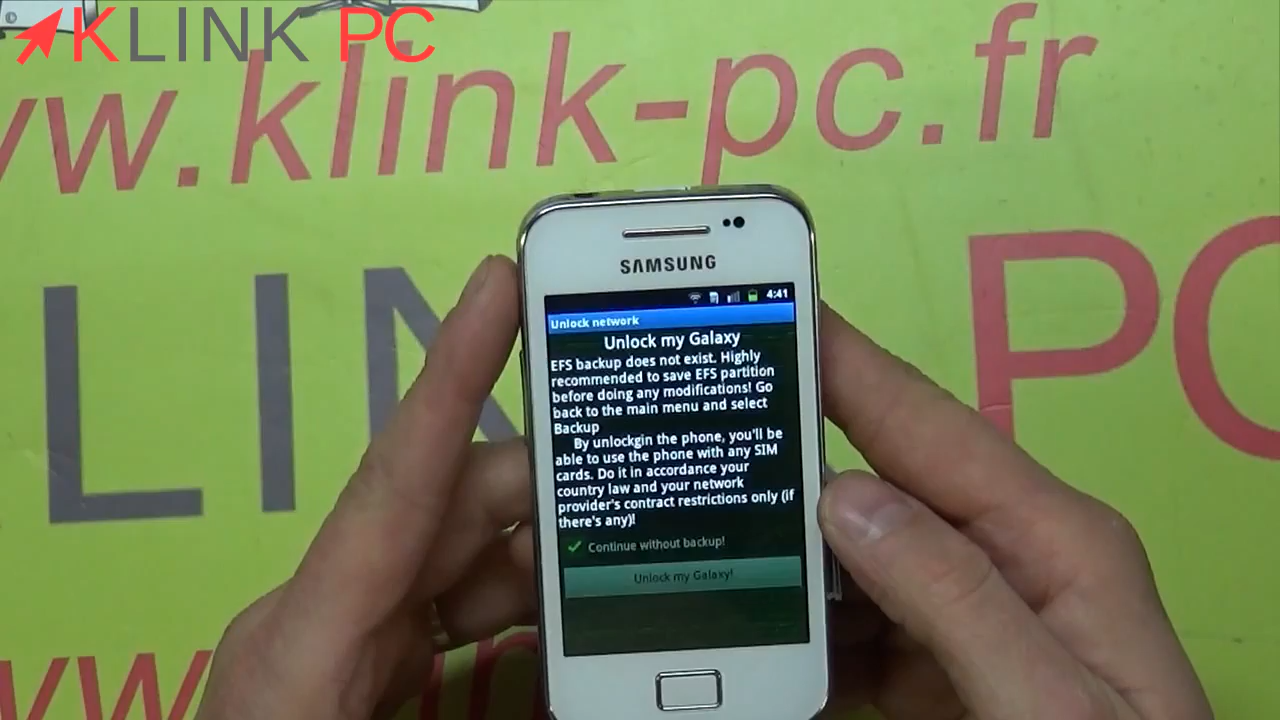 KLINK PC
w.klink-pc.fr
LINK PC
SAMSUNG
4:41
Unlock network
Unlock my Galaxy
EFS backup does not exist. Highly
recommended to save EFS partition
before doing any modifications! Go
back to the main menu and select
Backup
By unlockgin the phone, you'll be
able to use the phone with any SIM
cards. Do it in accordance your
country law and your network
provider's contract restrictions only (if
there's any)!
Continue without backup!
Unlock my Galaxy!